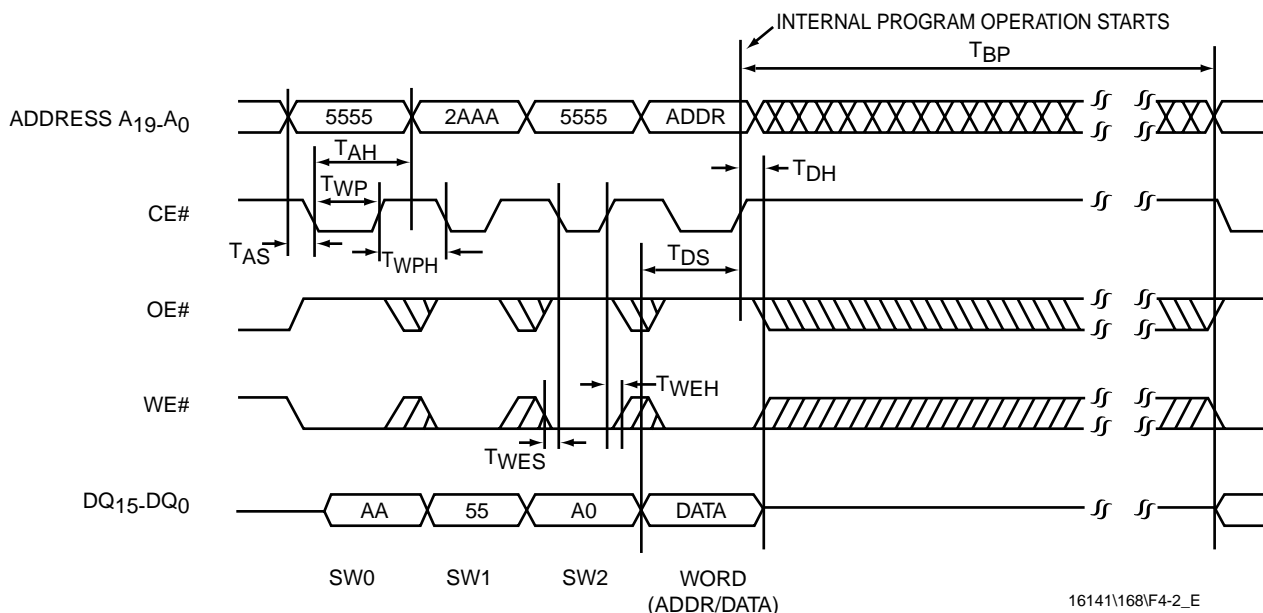 INTERNAL PROGRAM OPERATION STARTS
TBP
ADDRESS A19-A0
5555
2AAA
5555
ADDR
TAH
TDH
TWP
CE#
TAS
TWPH
TDS
OE#
WE#
TWEH
TWES
DQ15-DQ0
AA
55
A0
DATA
SW0
SW1
SW2
WORD
(ADDR/DATA)
16141\168\F4-2_E